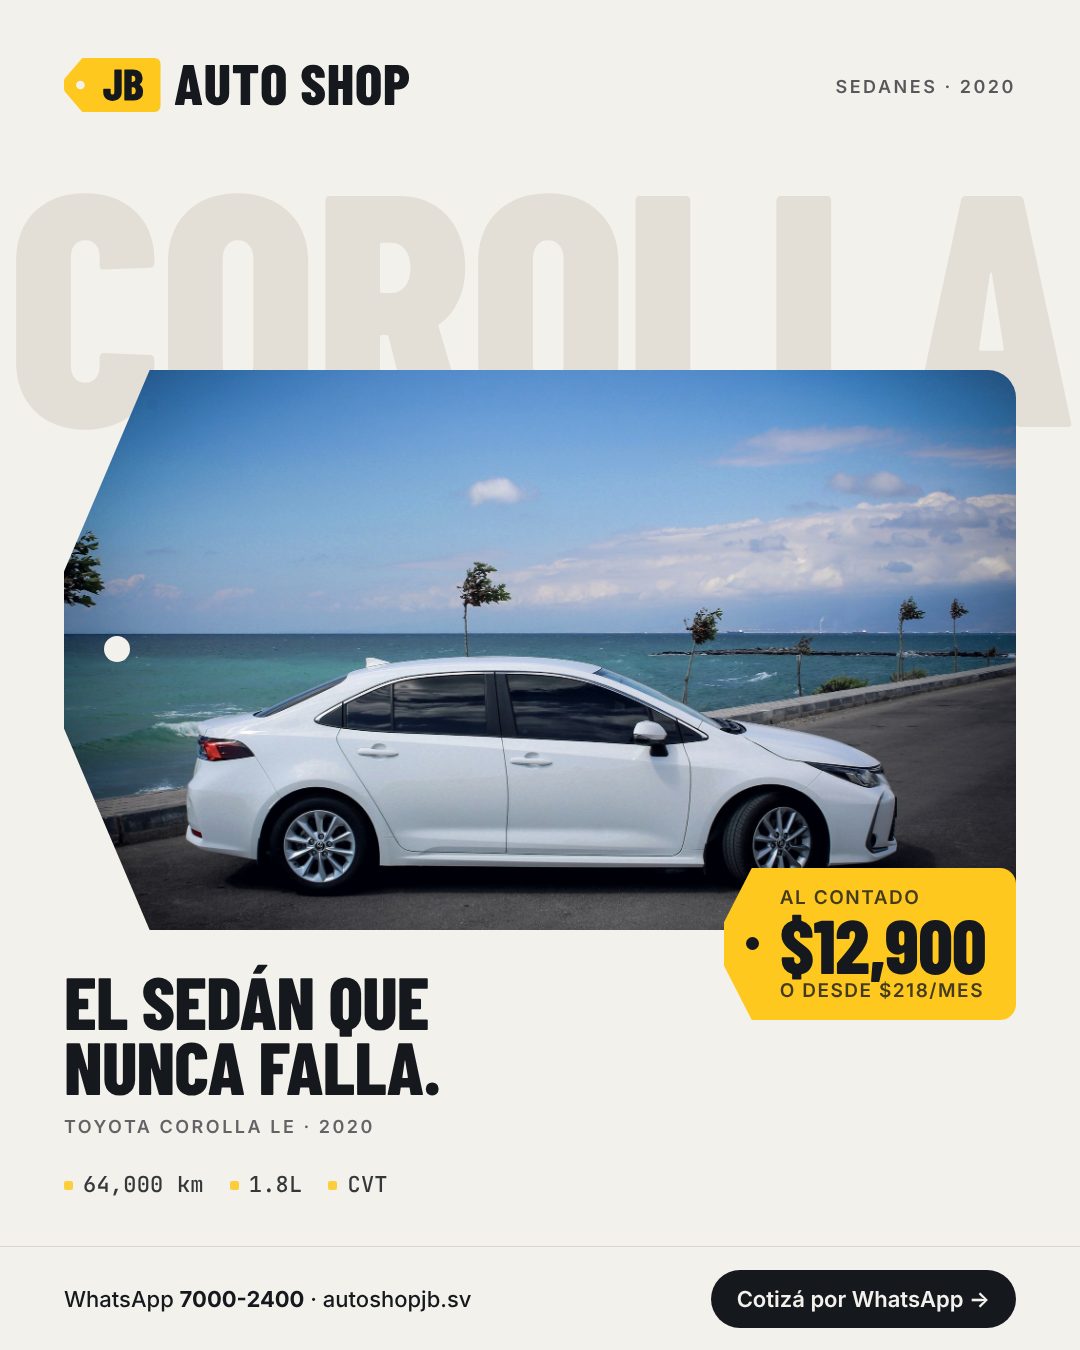 JB AUTO SHOP
SEDANES · 2020
COROLLA
AL CONTADO
$12,900
O DESDE $218/MES
EL SEDÁN QUE
NUNCA FALLA.
TOYOTA COROLLA LE · 2020
64,000 km 1.8L CVT
WhatsApp 7000-2400 · autoshopjb.sv
Cotizá por WhatsApp →